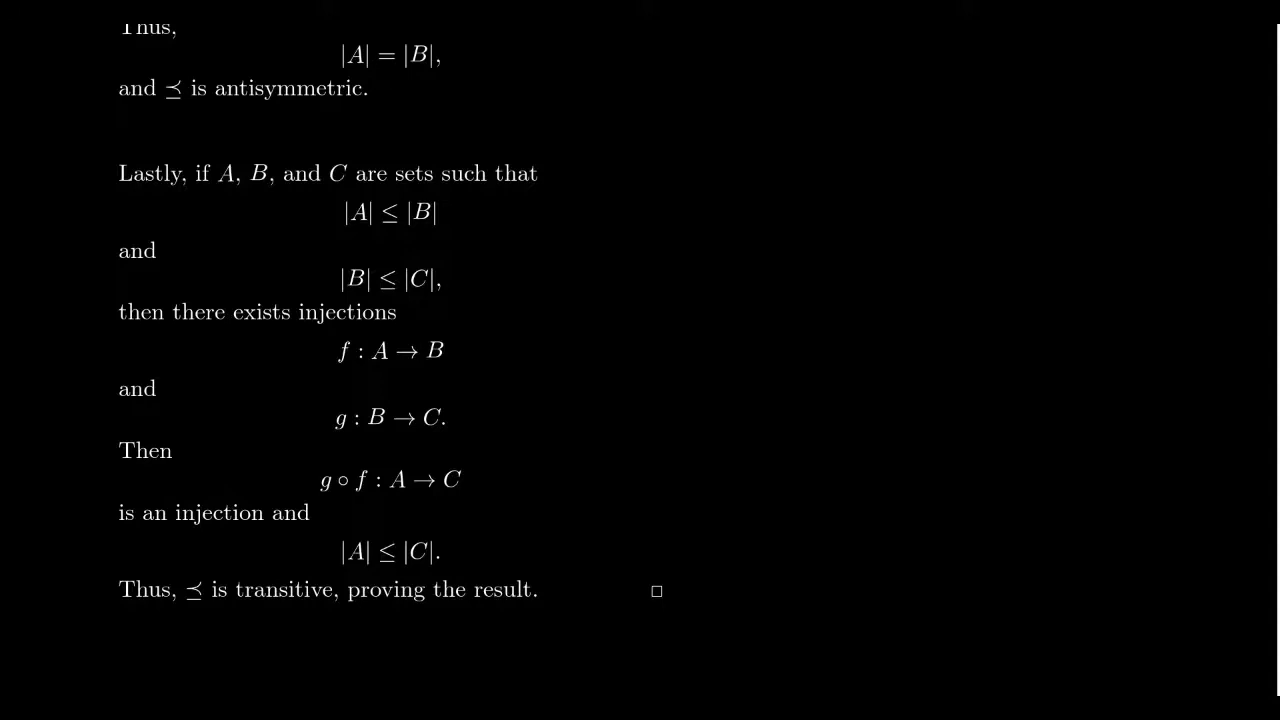 Thus,
|A| = |B|,
and ⪯ is antisymmetric.
Lastly, if A, B, and C are sets such that
|A| ≤ |B|
and
|B| ≤ |C|,
then there exists injections
f : A → B
and
g : B → C.
Then
g ∘ f : A → C
is an injection and
|A| ≤ |C|.
Thus, ⪯ is transitive, proving the result. □